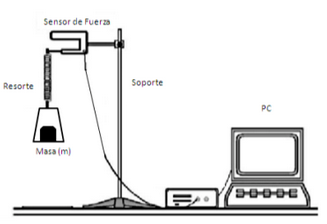 Sensor de Fuerza
Resorte
Soporte
PC
Masa (m)